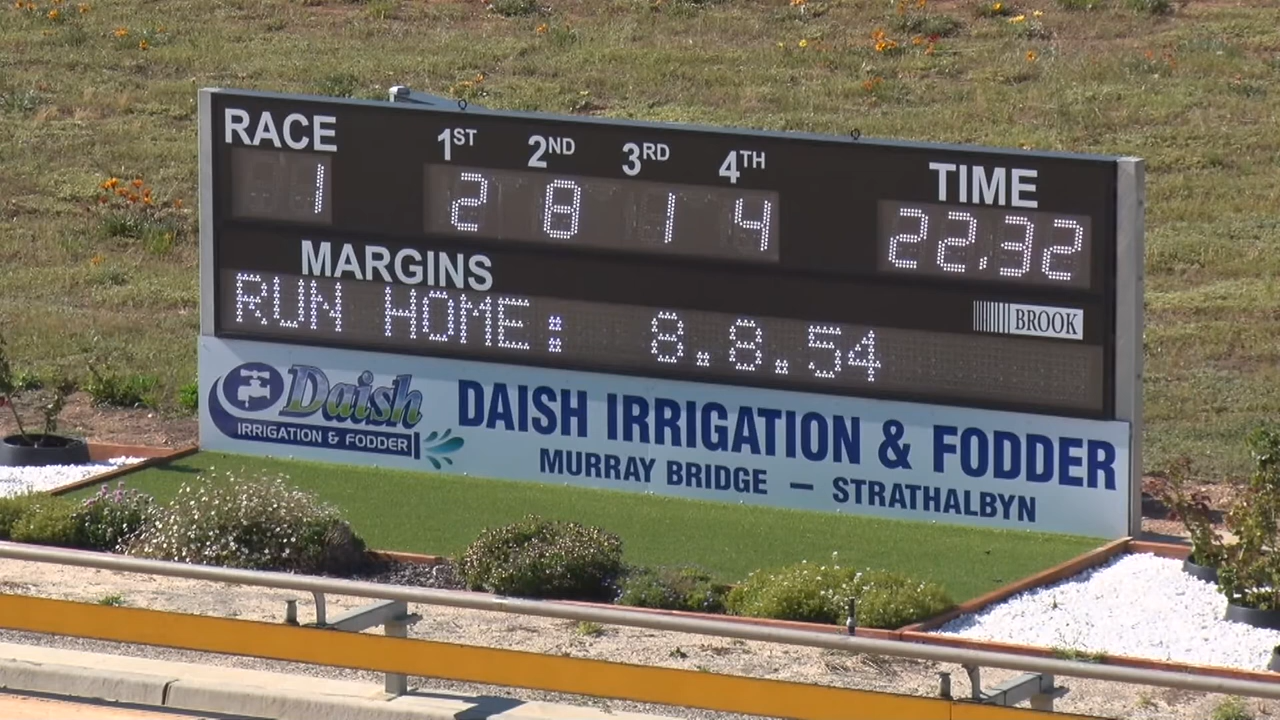 RACE 1ST 2ND 3RD 4TH TIME
1 2 8 1 4 22.32
MARGINS
RUN HOME: 8.8.54
BROOK
Daish
IRRIGATION & FODDER
DAISH IRRIGATION & FODDER
MURRAY BRIDGE – STRATHALBYN